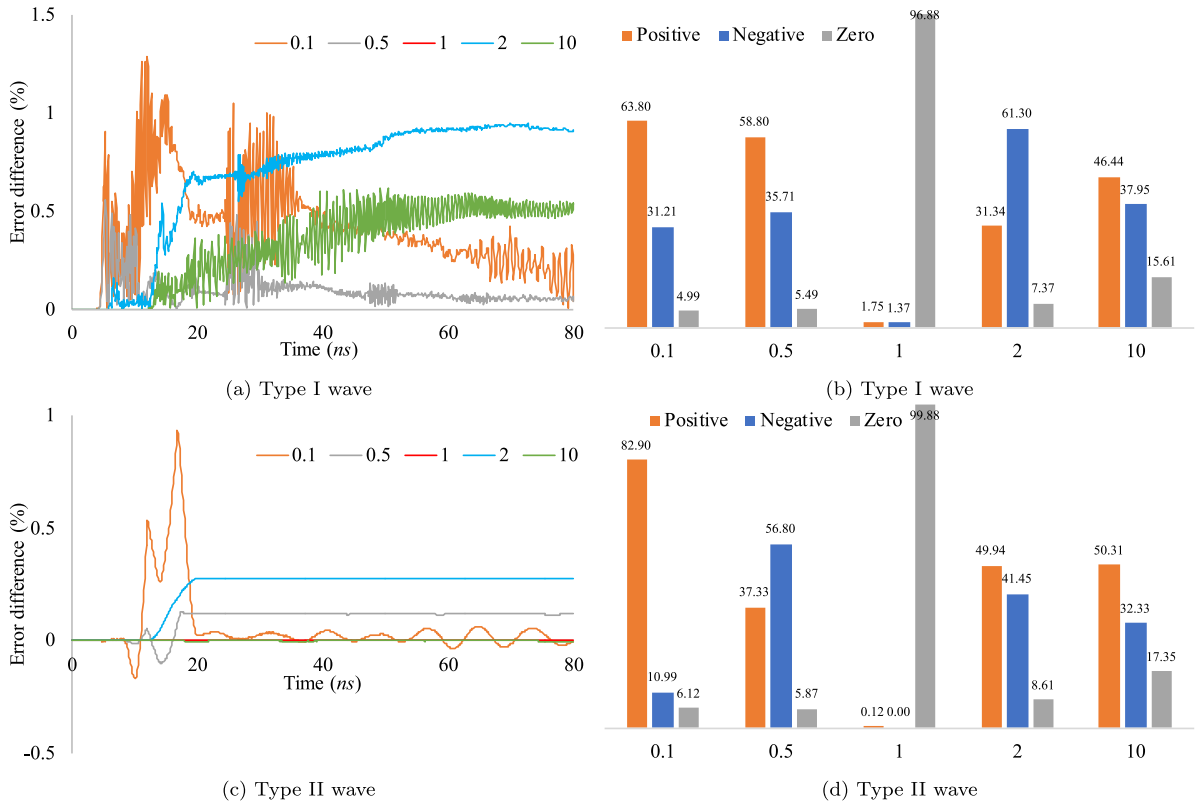 1.5
1
0.5
0
Error difference (%)
0.1 0.5 1 2 10
0 20 40 60 80
Time (ns)
(a) Type I wave
Positive Negative Zero
63.80 31.21 4.99
58.80 35.71 5.49
1.75 1.37 96.88
31.34 61.30 7.37
46.44 37.95 15.61
0.1 0.5 1 2 10
(b) Type I wave
1
0.5
0
-0.5
Error difference (%)
0.1 0.5 1 2 10
0 20 40 60 80
Time (ns)
(c) Type II wave
Positive Negative Zero
82.90 10.99 6.12
37.33 56.80 5.87
0.12 0.00 99.88
49.94 41.45 8.61
50.31 32.33 17.35
0.1 0.5 1 2 10
(d) Type II wave